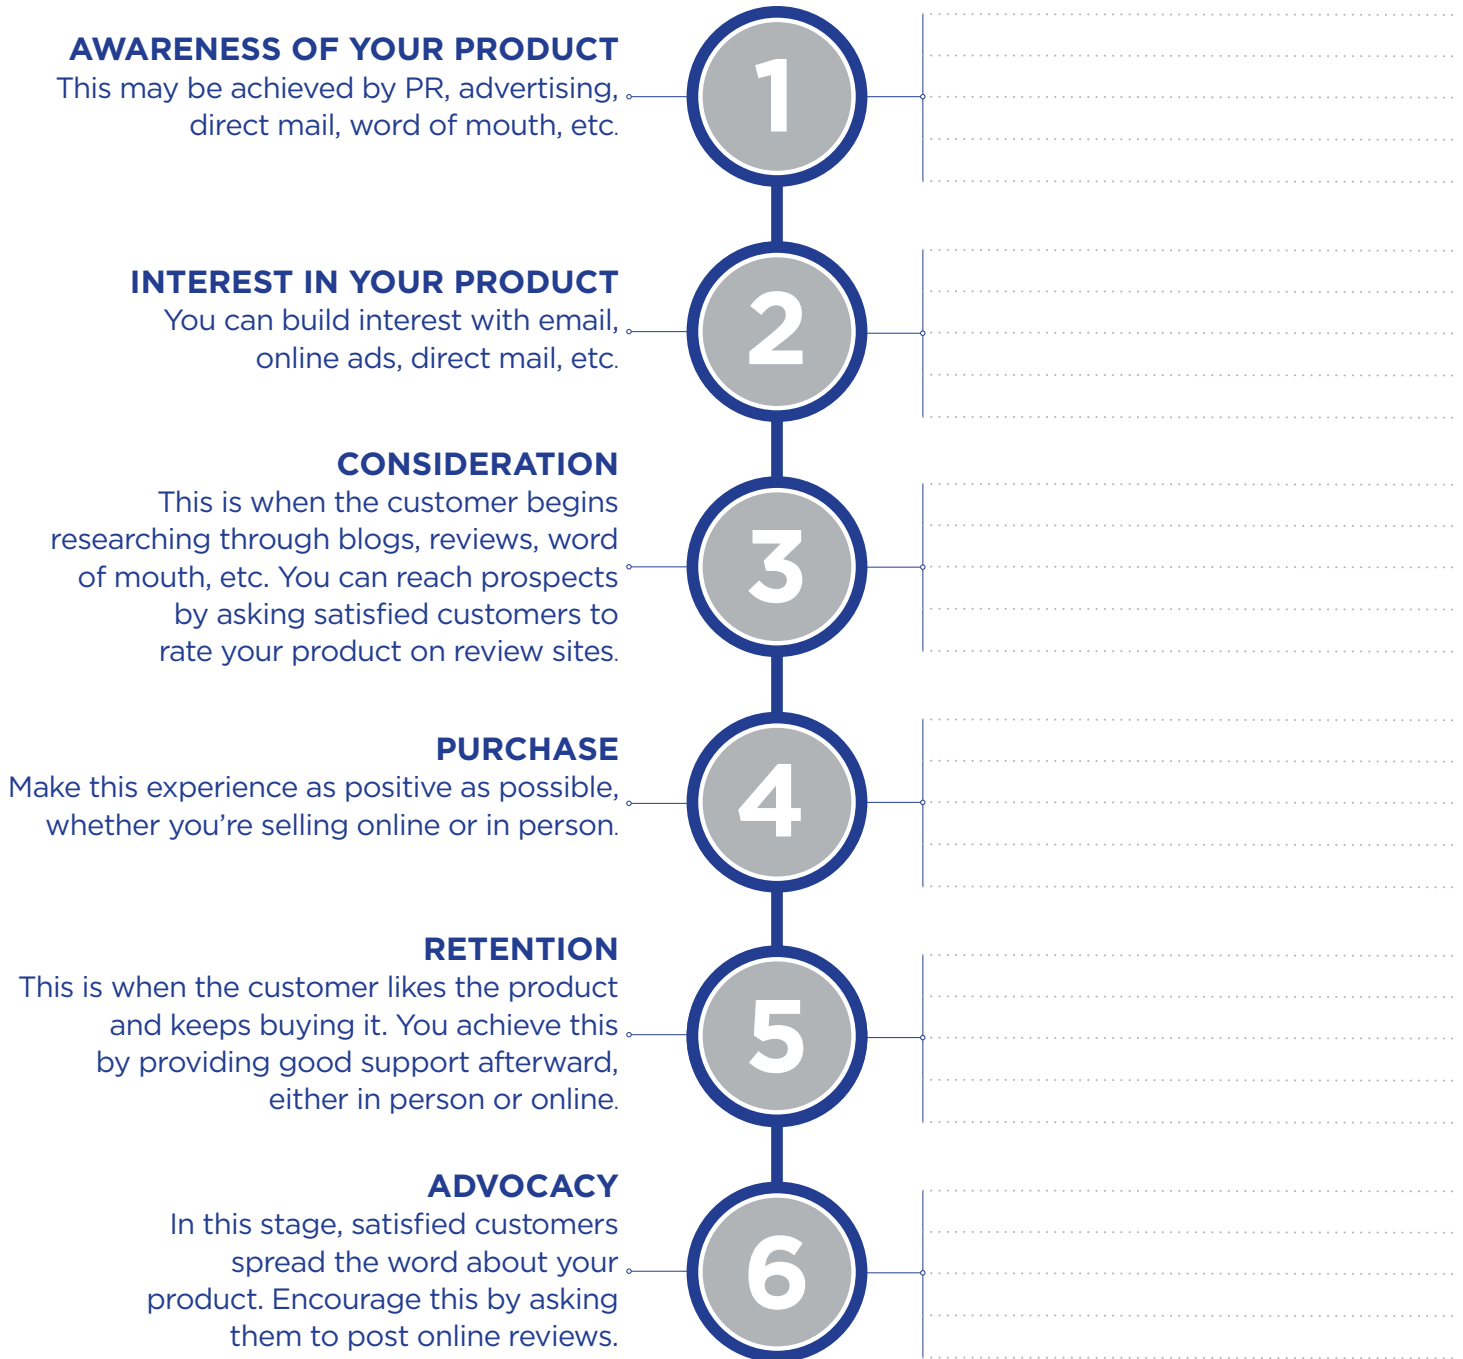 AWARENESS OF YOUR PRODUCT
This may be achieved by PR, advertising,
direct mail, word of mouth, etc.
1
INTEREST IN YOUR PRODUCT
You can build interest with email,
online ads, direct mail, etc.
2
CONSIDERATION
This is when the customer begins
researching through blogs, reviews, word
of mouth, etc. You can reach prospects
by asking satisfied customers to
rate your product on review sites.
3
PURCHASE
Make this experience as positive as possible,
whether you’re selling online or in person.
4
RETENTION
This is when the customer likes the product
and keeps buying it. You achieve this
by providing good support afterward,
either in person or online.
5
ADVOCACY
In this stage, satisfied customers
spread the word about your
product. Encourage this by asking
them to post online reviews.
6